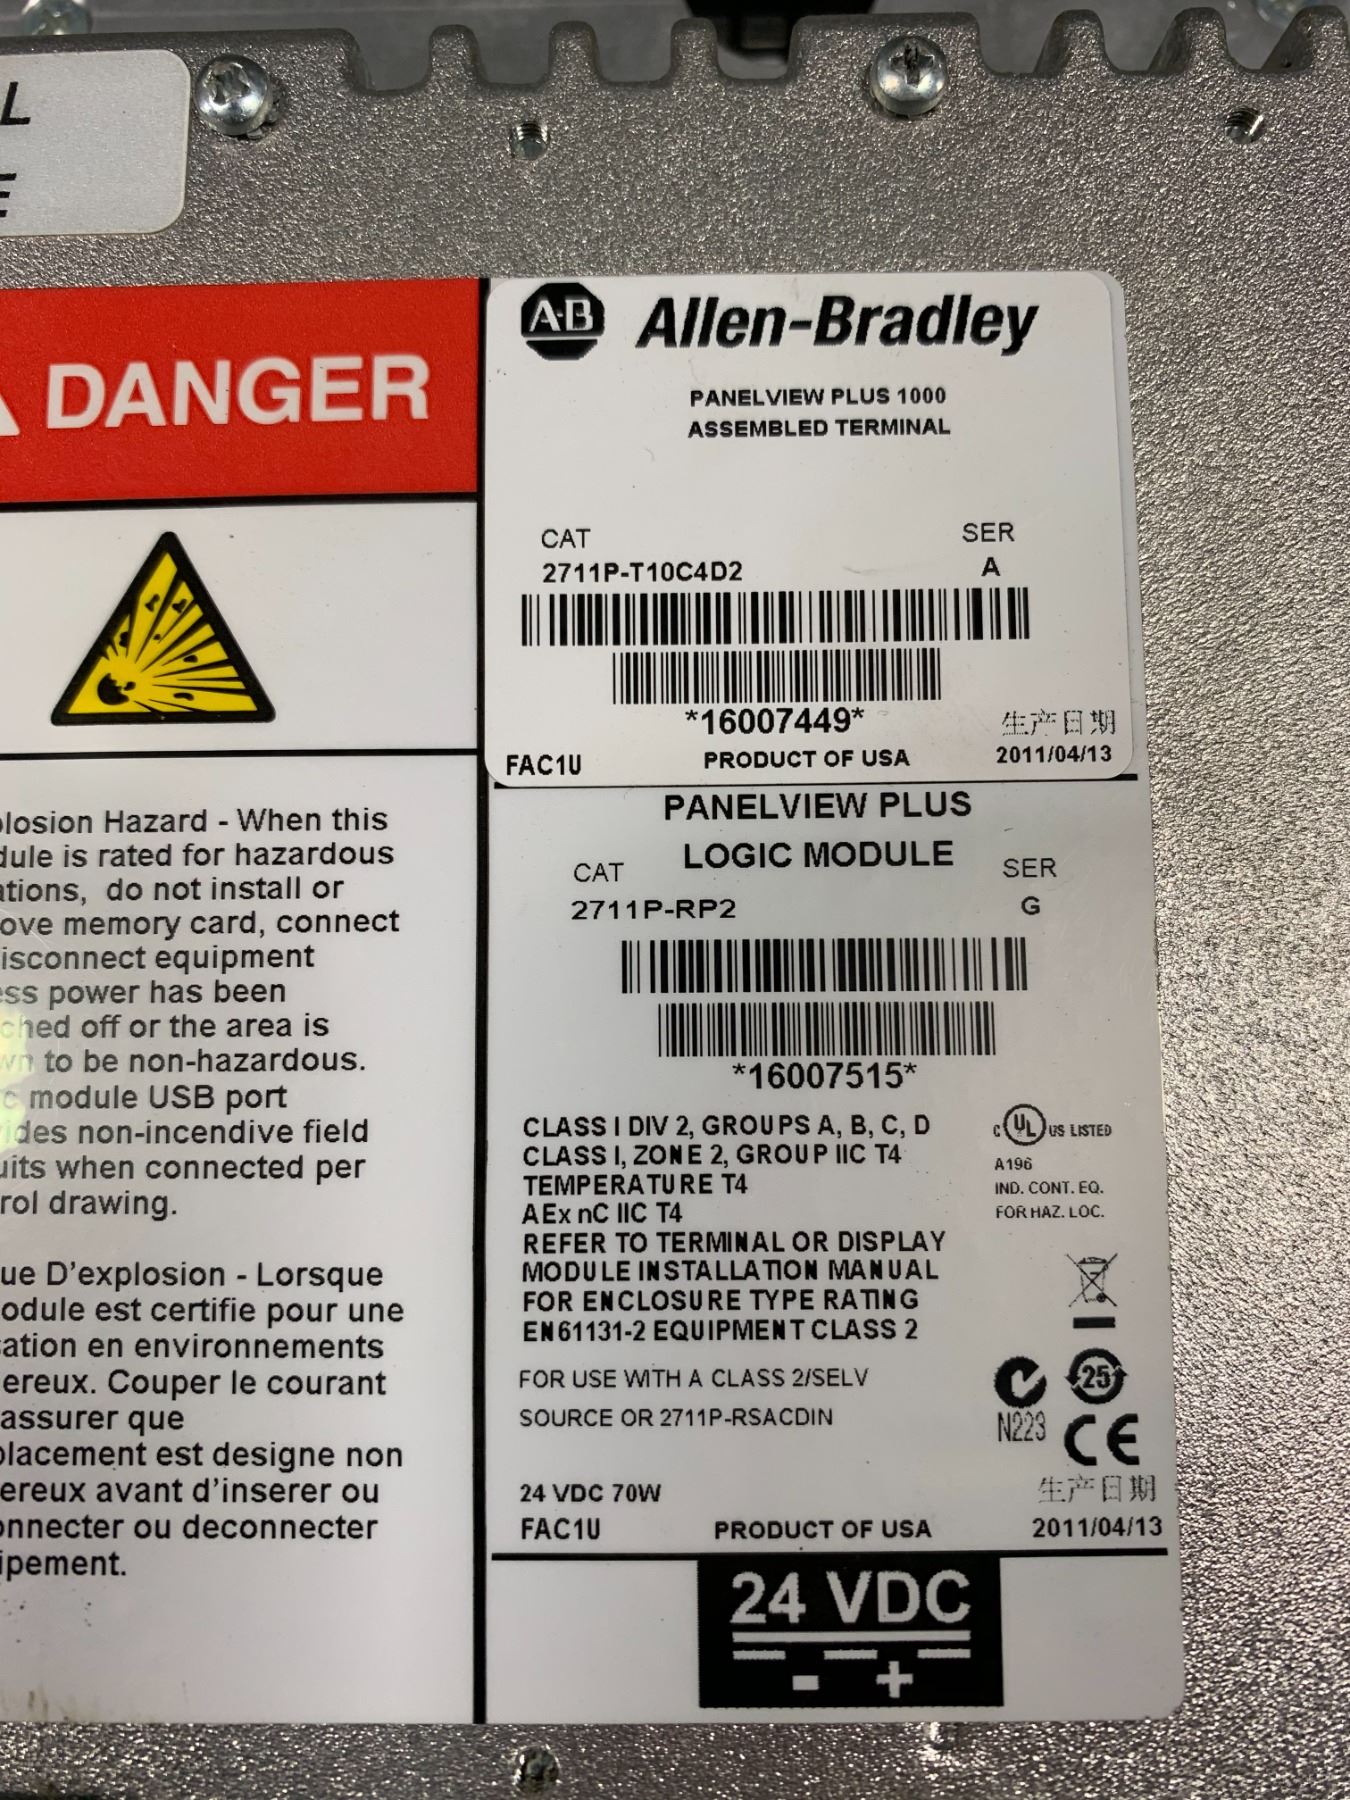 L
E
DANGER
A-B Allen-Bradley
PANELVIEW PLUS 1000
ASSEMBLED TERMINAL
CAT SER
2711P-T10C4D2 A
*16007449*
生产日期
FAC1U PRODUCT OF USA 2011/04/13
PANELVIEW PLUS
LOGIC MODULE
CAT SER
2711P-RP2 G
*16007515*
CLASS I DIV 2, GROUPS A, B, C, D
CLASS I, ZONE 2, GROUP IIC T4
TEMPERATURE T4
AEx nC IIC T4
REFER TO TERMINAL OR DISPLAY
MODULE INSTALLATION MANUAL
FOR ENCLOSURE TYPE RATING
EN61131-2 EQUIPMENT CLASS 2
C UL US LISTED
A196
IND. CONT. EQ.
FOR HAZ. LOC.
FOR USE WITH A CLASS 2/SELV
SOURCE OR 2711P-RSACDIN
25
N223
CE
24 VDC 70W
生产日期
FAC1U PRODUCT OF USA 2011/04/13
24 VDC
- +
plosion Hazard - When this
dule is rated for hazardous
ations, do not install or
ove memory card, connect
isconnect equipment
ess power has been
ched off or the area is
wn to be non-hazardous.
c module USB port
ides non-incendive field
uits when connected per
rol drawing.
ue D'explosion - Lorsque
odule est certifie pour une
sation en environnements
ereux. Couper le courant
assurer que
placement est designe non
ereux avant d'inserer ou
onnecter ou deconnecter
ipement.